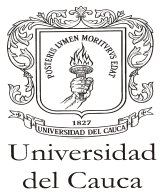 POSTERIS LVMEN MORITVRVS EDAT
1827
UNIVERSIDAD DEL CAUCA
Universidad
del Cauca